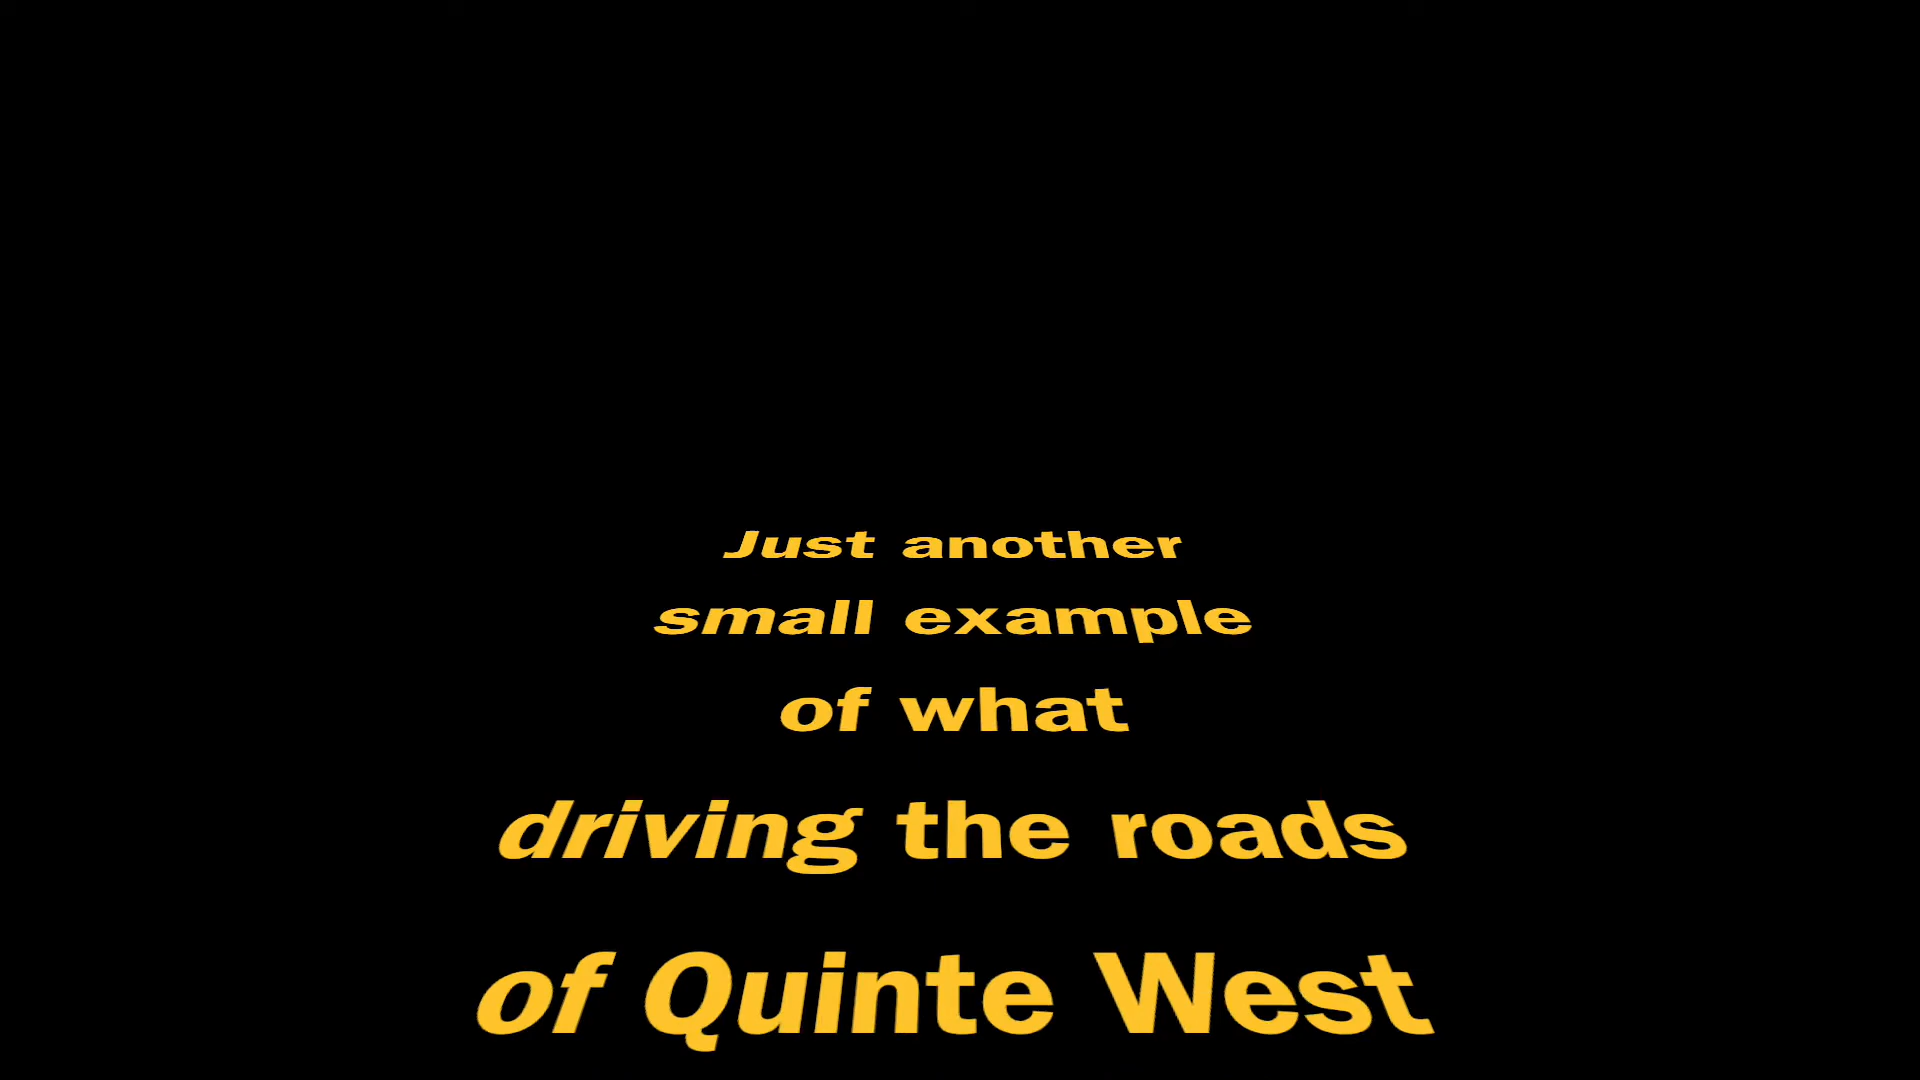 Just another
small example
of what
driving the roads
of Quinte West